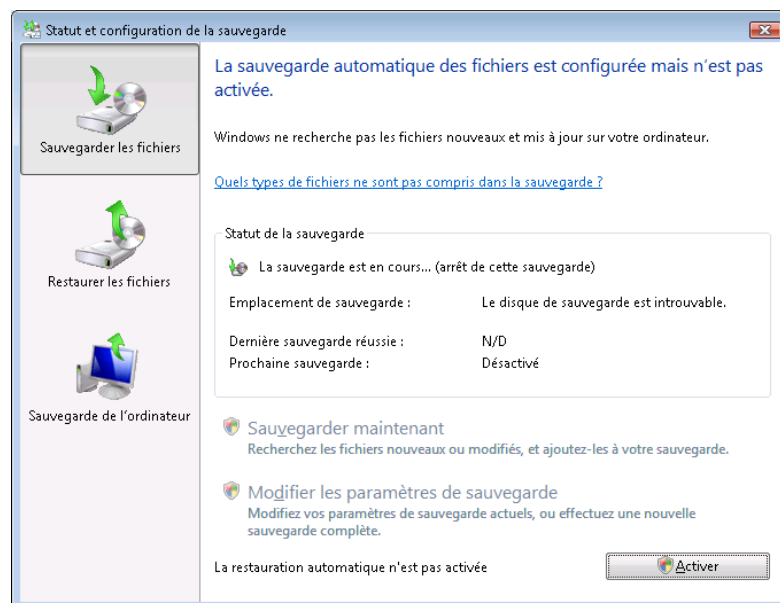 Statut et configuration de la sauvegarde
Sauvegarder les fichiers
Restaurer les fichiers
Sauvegarde de l'ordinateur
La sauvegarde automatique des fichiers est configurée mais n'est pas
activée.
Windows ne recherche pas les fichiers nouveaux et mis à jour sur votre ordinateur.
Quels types de fichiers ne sont pas compris dans la sauvegarde ?
Statut de la sauvegarde
La sauvegarde est en cours... (arrêt de cette sauvegarde)
Emplacement de sauvegarde : Le disque de sauvegarde est introuvable.
Dernière sauvegarde réussie : N/D
Prochaine sauvegarde : Désactivé
Sauvegarder maintenant
Recherchez les fichiers nouveaux ou modifiés, et ajoutez-les à votre sauvegarde.
Modifier les paramètres de sauvegarde
Modifiez vos paramètres de sauvegarde actuels, ou effectuez une nouvelle
sauvegarde complète.
La restauration automatique n'est pas activée
Activer